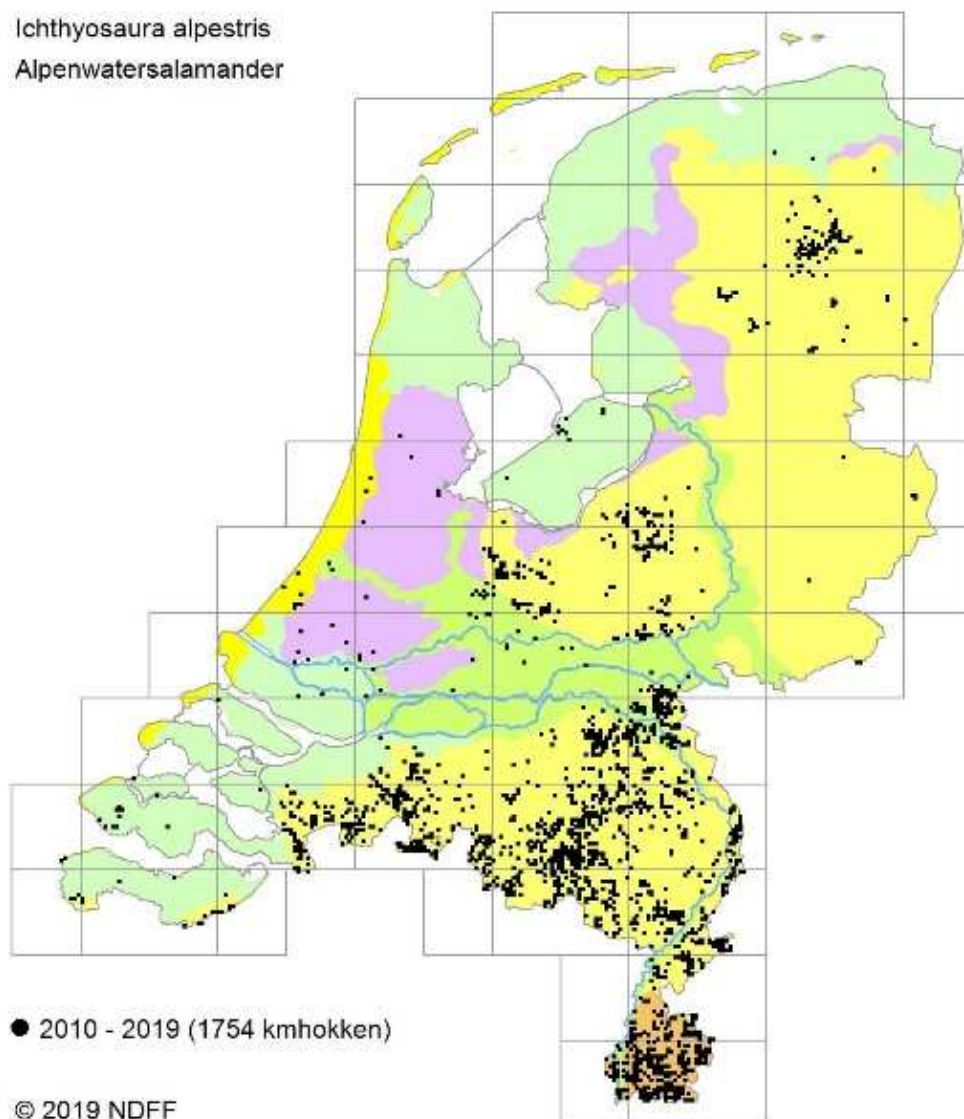 Ichthyosaura alpestris
Alpenwatersalamander
● 2010 - 2019 (1754 kmhokken)
© 2019 NDFF